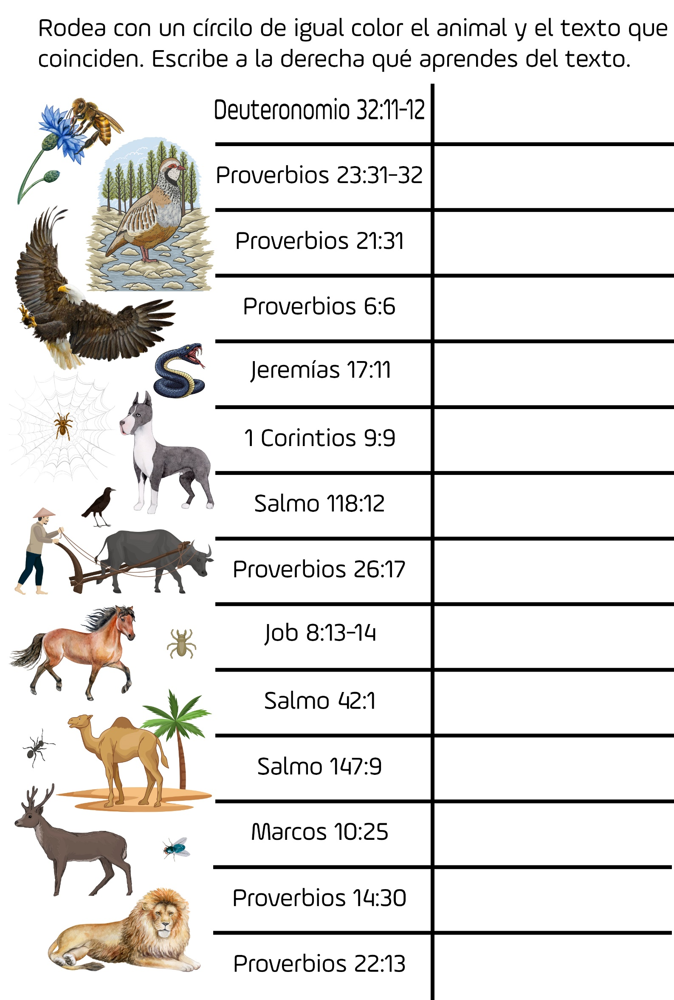 Rodea con un círcilo de igual color el animal y el texto que
coinciden. Escribe a la derecha qué aprendes del texto.
Deuteronomio 32:11-12
Proverbios 23:31-32
Proverbios 21:31
Proverbios 6:6
Jeremías 17:11
1 Corintios 9:9
Salmo 118:12
Proverbios 26:17
Job 8:13-14
Salmo 42:1
Salmo 147:9
Marcos 10:25
Proverbios 14:30
Proverbios 22:13